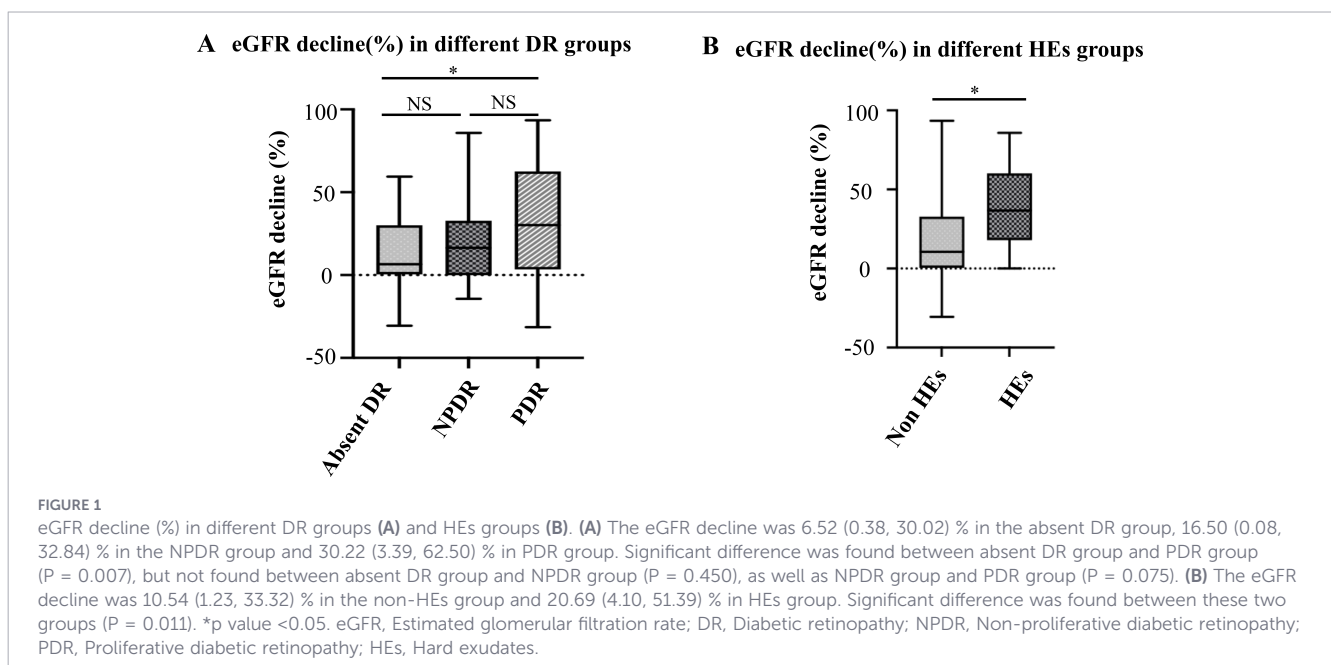 A eGFR decline(%) in different DR groups
*
NS NS
100
50
0
-50
eGFR decline (%)
Absent DR
NPDR
PDR
B eGFR decline(%) in different HEs groups
*
100
50
0
-50
eGFR decline (%)
Non HEs
HEs
FIGURE 1
eGFR decline (%) in different DR groups (A) and HEs groups (B). (A) The eGFR decline was 6.52 (0.38, 30.02) % in the absent DR group, 16.50 (0.08,
32.84) % in the NPDR group and 30.22 (3.39, 62.50) % in PDR group. Significant difference was found between absent DR group and PDR group
(P = 0.007), but not found between absent DR group and NPDR group (P = 0.450), as well as NPDR group and PDR group (P = 0.075). (B) The eGFR
decline was 10.54 (1.23, 33.32) % in the non-HEs group and 20.69 (4.10, 51.39) % in HEs group. Significant difference was found between these two
groups (P = 0.011). *p value <0.05. eGFR, Estimated glomerular filtration rate; DR, Diabetic retinopathy; NPDR, Non-proliferative diabetic retinopathy;
PDR, Proliferative diabetic retinopathy; HEs, Hard exudates.